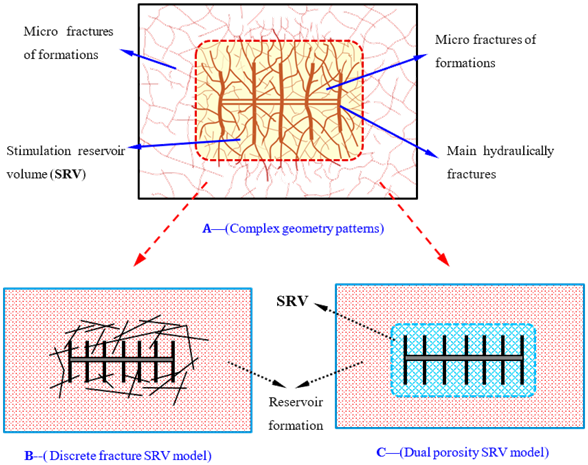 Micro fractures
of formations
Micro fractures of
formations
Stimulation reservoir
volume (SRV)
Main hydraulically
fractures
A—(Complex geometry patterns)
SRV
Reservoir
formation
B--( Discrete fracture SRV model)
C—(Dual porosity SRV model)